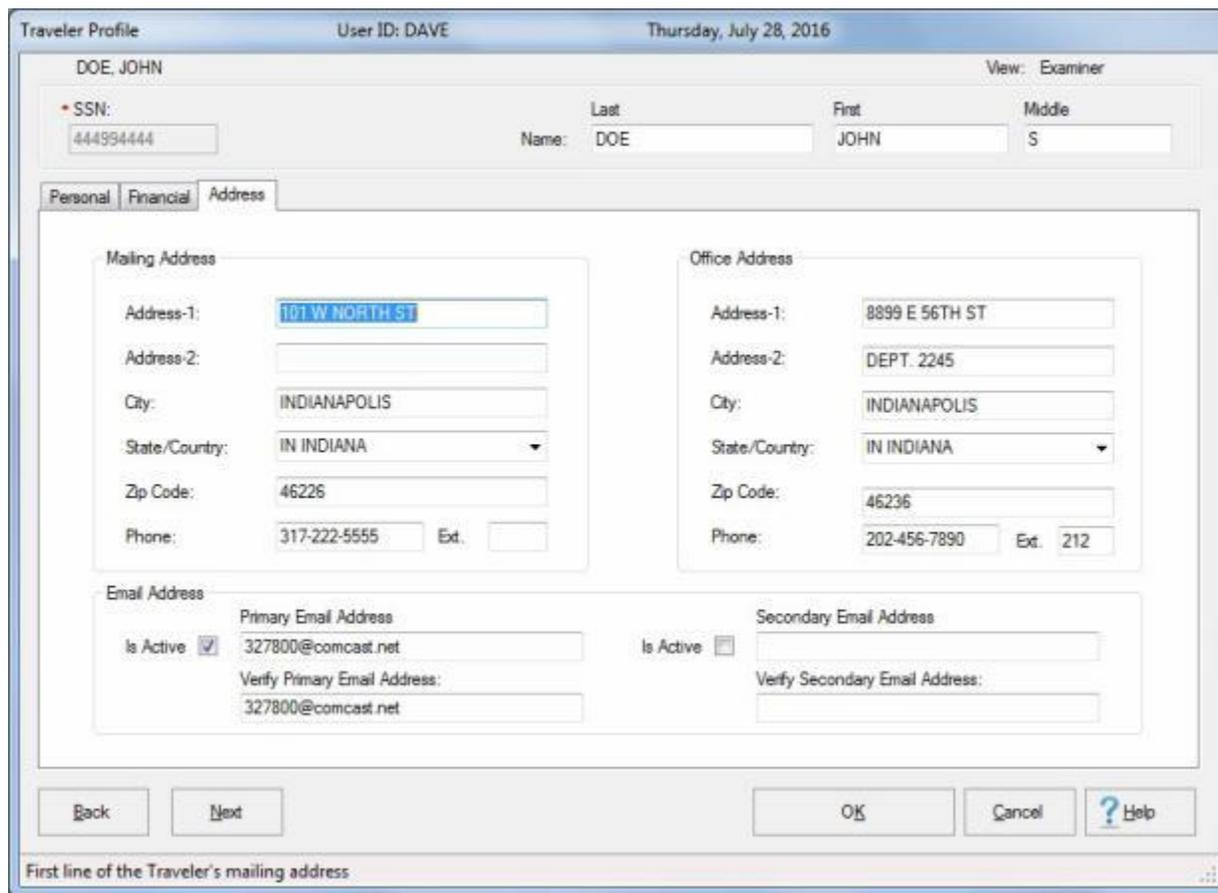 Traveler Profile User ID: DAVE Thursday, July 28, 2016
DOE, JOHN View: Examiner
* SSN: Last First Middle
444994444 Name: DOE JOHN S
Personal Financial Address
Mailing Address
Address-1: 101 W NORTH ST
Address-2:
City: INDIANAPOLIS
State/Country: IN INDIANA
Zip Code: 46226
Phone: 317-222-5555 Ext.
Office Address
Address-1: 8899 E 56TH ST
Address-2: DEPT. 2245
City: INDIANAPOLIS
State/Country: IN INDIANA
Zip Code: 46236
Phone: 202-456-7890 Ext. 212
Email Address
Primary Email Address
Is Active 327800@comcast.net
Verify Primary Email Address:
327800@comcast.net
Secondary Email Address
Is Active
Verify Secondary Email Address:
Back Next OK Cancel ? Help
First line of the Traveler's mailing address